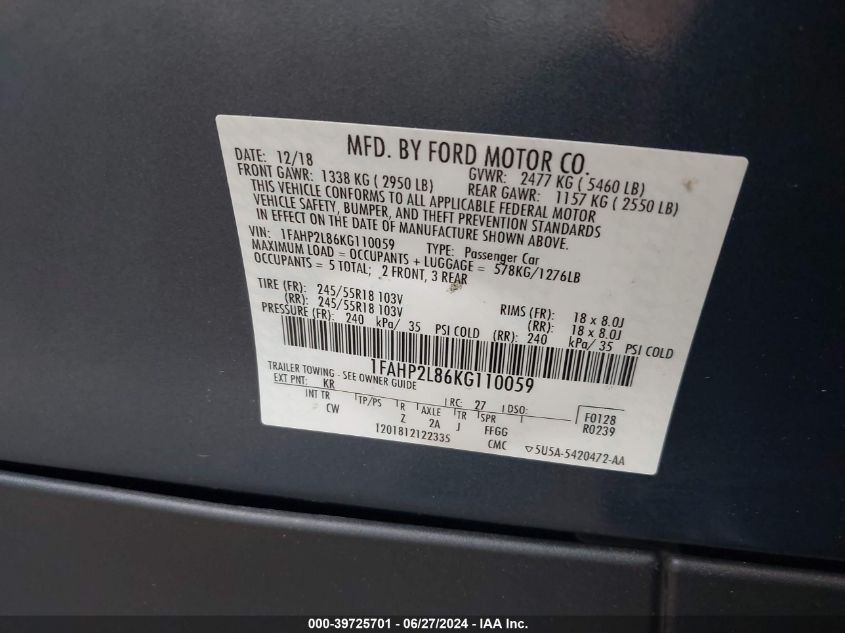 MFD. BY FORD MOTOR CO.
DATE: 12/18 GVWR: 2477 KG ( 5460 LB)
FRONT GAWR: 1338 KG ( 2950 LB) REAR GAWR: 1157 KG ( 2550 LB)
THIS VEHICLE CONFORMS TO ALL APPLICABLE FEDERAL MOTOR
VEHICLE SAFETY, BUMPER, AND THEFT PREVENTION STANDARDS
IN EFFECT ON THE DATE OF MANUFACTURE SHOWN ABOVE.
VIN: 1FAHP2L86KG110059 TYPE: Passenger Car
MAXIMUM LOAD = OCCUPANTS + LUGGAGE = 578KG/1276LB
OCCUPANTS = 5 TOTAL; 2 FRONT, 3 REAR
TIRE (FR): 245/55R18 103V RIMS (FR): 18 x 8.0J
(RR): 245/55R18 103V (RR): 18 x 8.0J
PRESSURE (FR): 240 kPa/ 35 PSI COLD (RR): 240 kPa/ 35 PSI COLD
1FAHP2L86KG110059
TRAILER TOWING - SEE OWNER GUIDE
EXT PNT: KR RC: 27 DSO: F0128
INT TR TP/PS R AXLE TR SPR R0239
CW Z 2A J FFGG
1201812122335 CMC 5U5A-5420472-AA
000-39725701 - 06/27/2024 - IAA Inc.